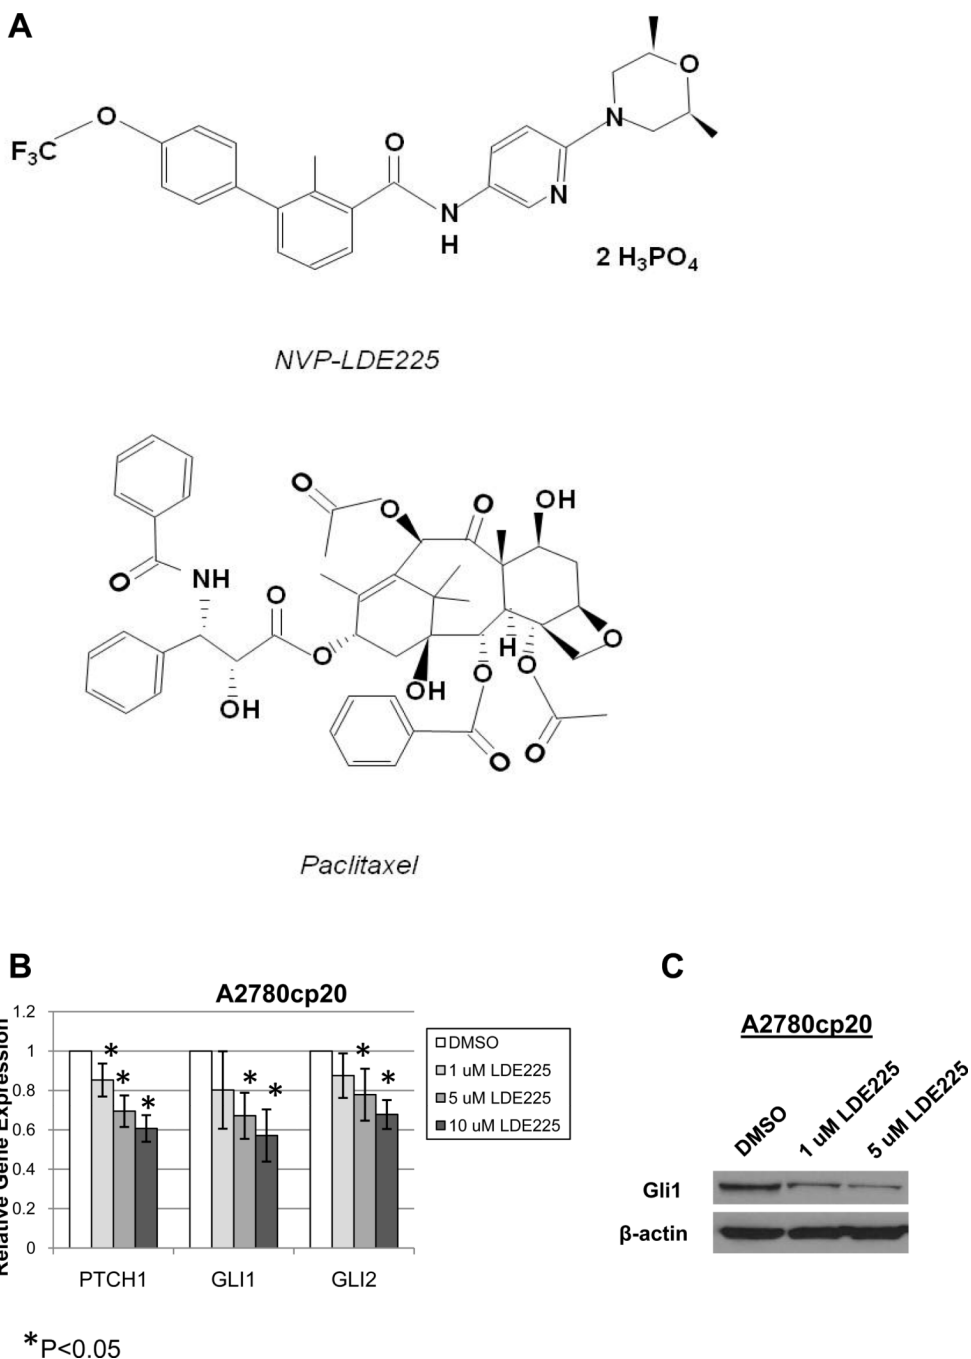 A
F₃C
O
O
N
H
N
N
O
2 H₃PO₄
NVP-LDE225
O
NH
O
OH
O
O
O
O
O
OH
OH
H
O
O
O
O
O
Paclitaxel
B
A2780cp20
Relative Gene Expression
1.2
1
0.8
0.6
0.4
0.2
0
* * *
* *
* *
PTCH1 GLI1 GLI2
DMSO
1 uM LDE225
5 uM LDE225
10 uM LDE225
*P<0.05
C
A2780cp20
DMSO 1 uM LDE225 5 uM LDE225
Gli1
β-actin